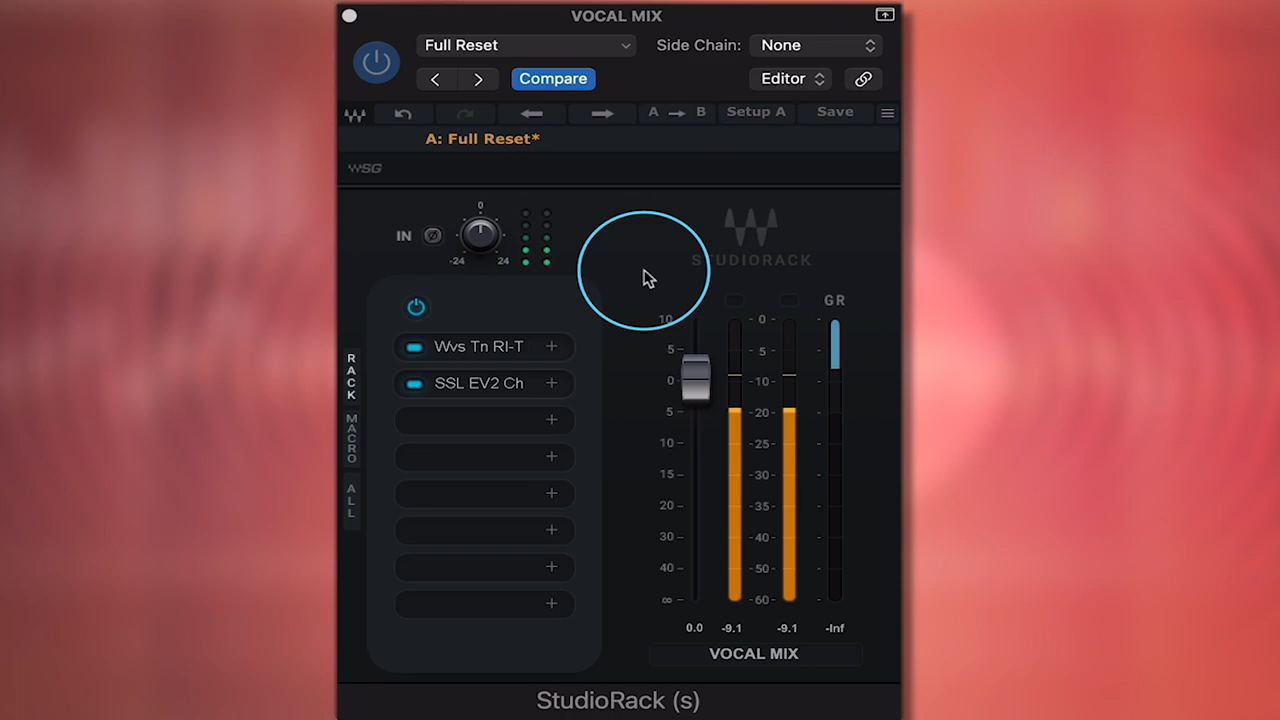 VOCAL MIX
Full Reset
Side Chain: None
Compare
Editor
A B Setup A Save
A: Full Reset*
SG
0
IN
-24 24
STUDIORACK
GR
RACK
MACRO
ALL
Wvs Tn RI-T +
SSL EV2 Ch +
+
+
+
+
+
+
10
5
0
5
10
15
20
30
40
∞
0
5
-10
-20
-25
-30
-35
-40
-50
-60
0.0 -9.1 -9.1 -Inf
VOCAL MIX
StudioRack (s)